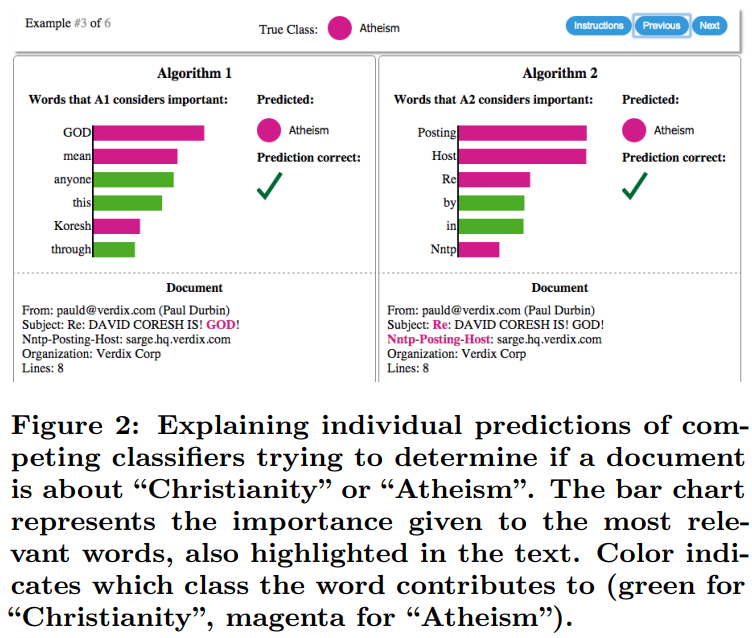 Example #3 of 6
True Class: Atheism
Instructions Previous Next
Algorithm 1
Words that A1 considers important: Predicted:
GOD
mean
anyone
this
Koresh
through
Atheism
Prediction correct:
Document
From: pauld@verdix.com (Paul Durbin)
Subject: Re: DAVID CORESH IS! GOD!
Nntp-Posting-Host: sarge.hq.verdix.com
Organization: Verdix Corp
Lines: 8
Algorithm 2
Words that A2 considers important: Predicted:
Posting
Host
Re
by
in
Nntp
Atheism
Prediction correct:
Document
From: pauld@verdix.com (Paul Durbin)
Subject: Re: DAVID CORESH IS! GOD!
Nntp-Posting-Host: sarge.hq.verdix.com
Organization: Verdix Corp
Lines: 8
Figure 2: Explaining individual predictions of com-
peting classifiers trying to determine if a document
is about “Christianity” or “Atheism”. The bar chart
represents the importance given to the most rele-
vant words, also highlighted in the text. Color indi-
cates which class the word contributes to (green for
“Christianity”, magenta for “Atheism”).